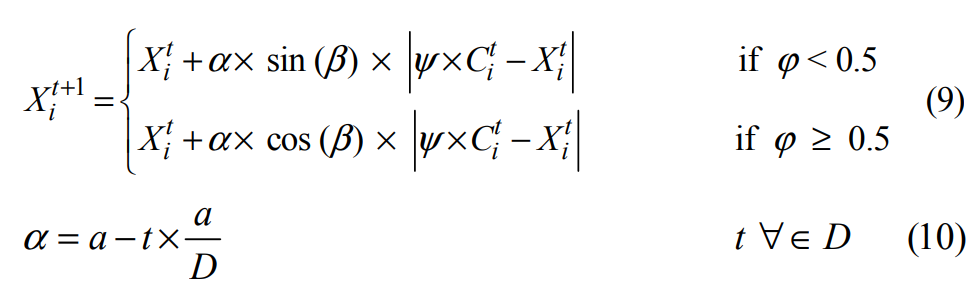 X_i^{t+1} = { X_i^t + α × sin (β) × |ψ × C_i^t − X_i^t| if φ < 0.5
X_i^t + α × cos (β) × |ψ × C_i^t − X_i^t| if φ ≥ 0.5 (9)
α = a − t × a/D t ∀ ∈ D (10)